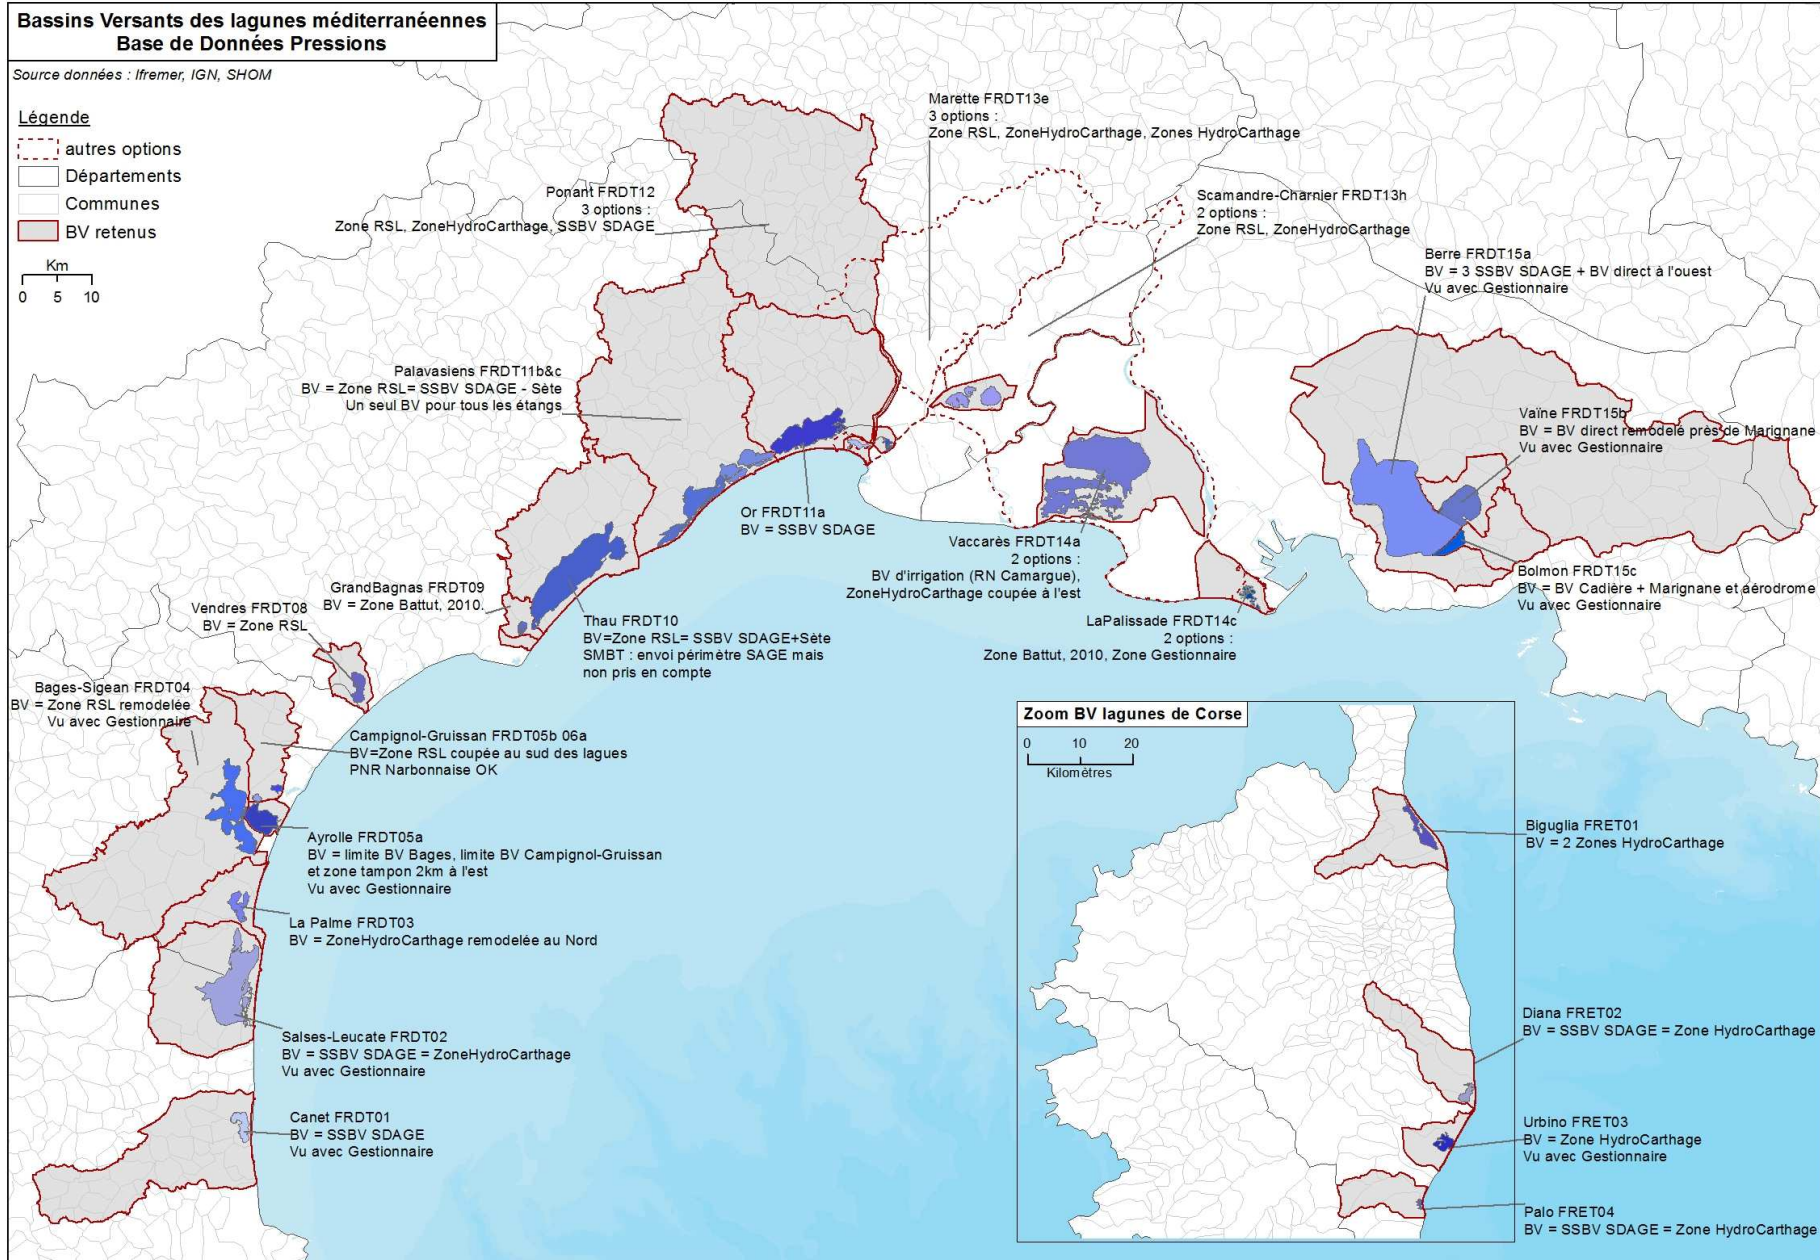 Bassins Versants des lagunes méditerranéennes
Base de Données Pressions
Source données : Ifremer, IGN, SHOM
Légende
autres options
Départements
Communes
BV retenus
Km
0 5 10
Marette FRDT13e
3 options :
Zone RSL, ZoneHydroCarthage, Zones HydroCarthage
Ponant FRDT12
3 options :
Zone RSL, ZoneHydroCarthage, SSBV SDAGE
Scamandre-Charnier FRDT13h
2 options :
Zone RSL, ZoneHydroCarthage
Berre FRDT15a
BV = 3 SSBV SDAGE + BV direct à l'ouest
Vu avec Gestionnaire
Palavasiens FRDT11b&c
BV = Zone RSL= SSBV SDAGE - Sète
Un seul BV pour tous les étangs
Vaïne FRDT15b
BV = BV direct remodelé près de Marignane
Vu avec Gestionnaire
Or FRDT11a
BV = SSBV SDAGE
Vaccarès FRDT14a
2 options :
BV d'irrigation (RN Camargue),
ZoneHydroCarthage coupée à l'est
Bolmon FRDT15c
BV = BV Cadière + Marignane et aérodrome
Vu avec Gestionnaire
GrandBagnas FRDT09
BV = Zone Battut, 2010.
Vendres FRDT08
BV = Zone RSL
Thau FRDT10
BV=Zone RSL= SSBV SDAGE+Sète
SMBT : envoi périmètre SAGE mais
non pris en compte
LaPalissade FRDT14c
2 options :
Zone Battut, 2010, Zone Gestionnaire
Bages-Sigean FRDT04
BV = Zone RSL remodelée
Vu avec Gestionnaire
Campignol-Gruissan FRDT05b 06a
BV=Zone RSL coupée au sud des lagues
PNR Narbonnaise OK
Zoom BV lagunes de Corse
0 10 20
Kilomètres
Ayrolle FRDT05a
BV = limite BV Bages, limite BV Campignol-Gruissan
et zone tampon 2km à l'est
Vu avec Gestionnaire
Biguglia FRET01
BV = 2 Zones HydroCarthage
La Palme FRDT03
BV = ZoneHydroCarthage remodelée au Nord
Salses-Leucate FRDT02
BV = SSBV SDAGE = ZoneHydroCarthage
Vu avec Gestionnaire
Diana FRET02
BV = SSBV SDAGE = Zone HydroCarthage
Canet FRDT01
BV = SSBV SDAGE
Vu avec Gestionnaire
Urbino FRET03
BV = Zone HydroCarthage
Vu avec Gestionnaire
Palo FRET04
BV = SSBV SDAGE = Zone HydroCarthage